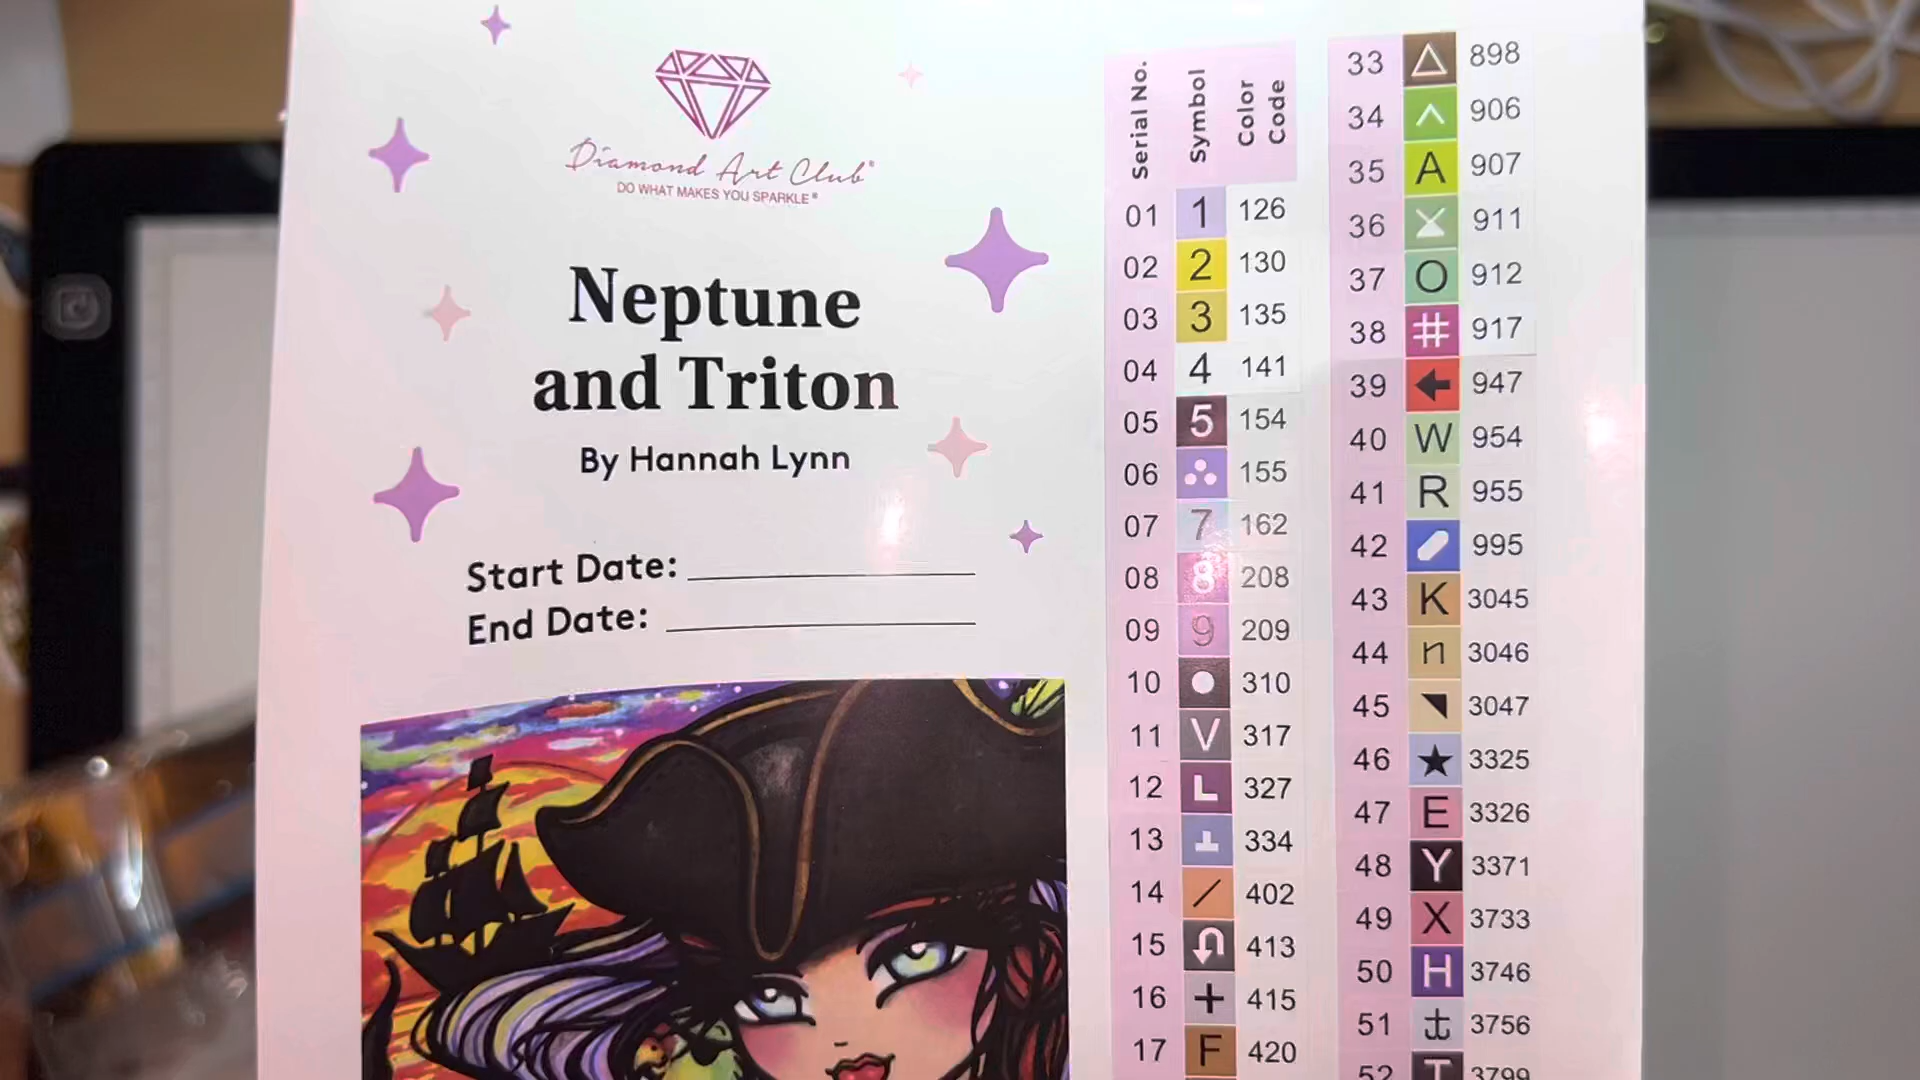 Diamond Art Club®
DO WHAT MAKES YOU SPARKLE®
Neptune
and Triton
By Hannah Lynn
Start Date:
End Date:
Serial No. Symbol Color Code
01 1 126
02 2 130
03 3 135
04 4 141
05 5 154
06 155
07 7 162
08 8 208
09 9 209
10 310
11 V 317
12 L 327
13 334
14 / 402
15 413
16 + 415
17 F 420
33 898
34 906
35 A 907
36 911
37 O 912
38 # 917
39 947
40 W 954
41 R 955
42 995
43 K 3045
44 n 3046
45 3047
46 ★ 3325
47 E 3326
48 Y 3371
49 X 3733
50 H 3746
51 3756
52 T 3799